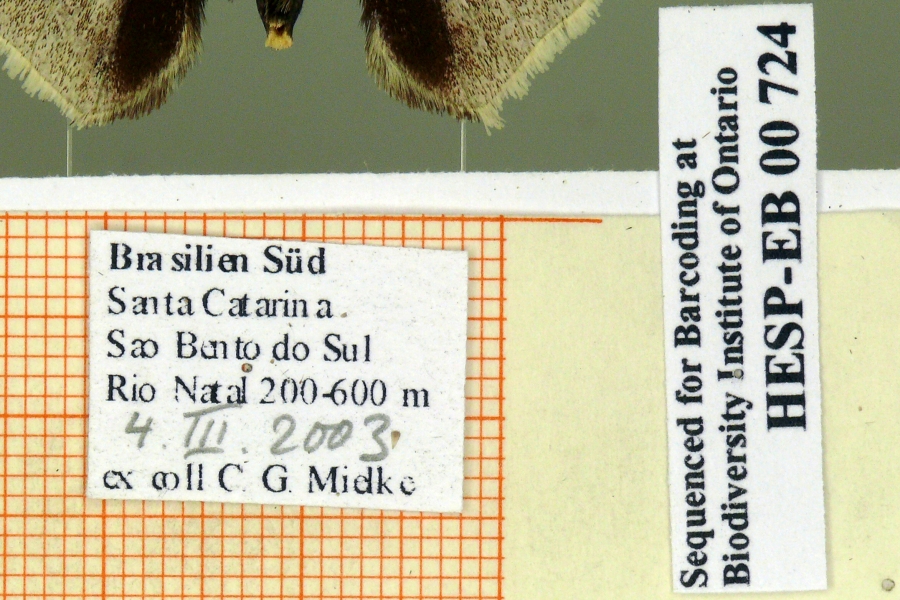 Brasilien Süd
Santa Catarina
Sao Bento do Sul
Rio Natal 200-600 m
4. III. 2003
ex coll C. G. Mielke
Sequenced for Barcoding at
Biodiversity Institute of Ontario
HESP-EB 00 724